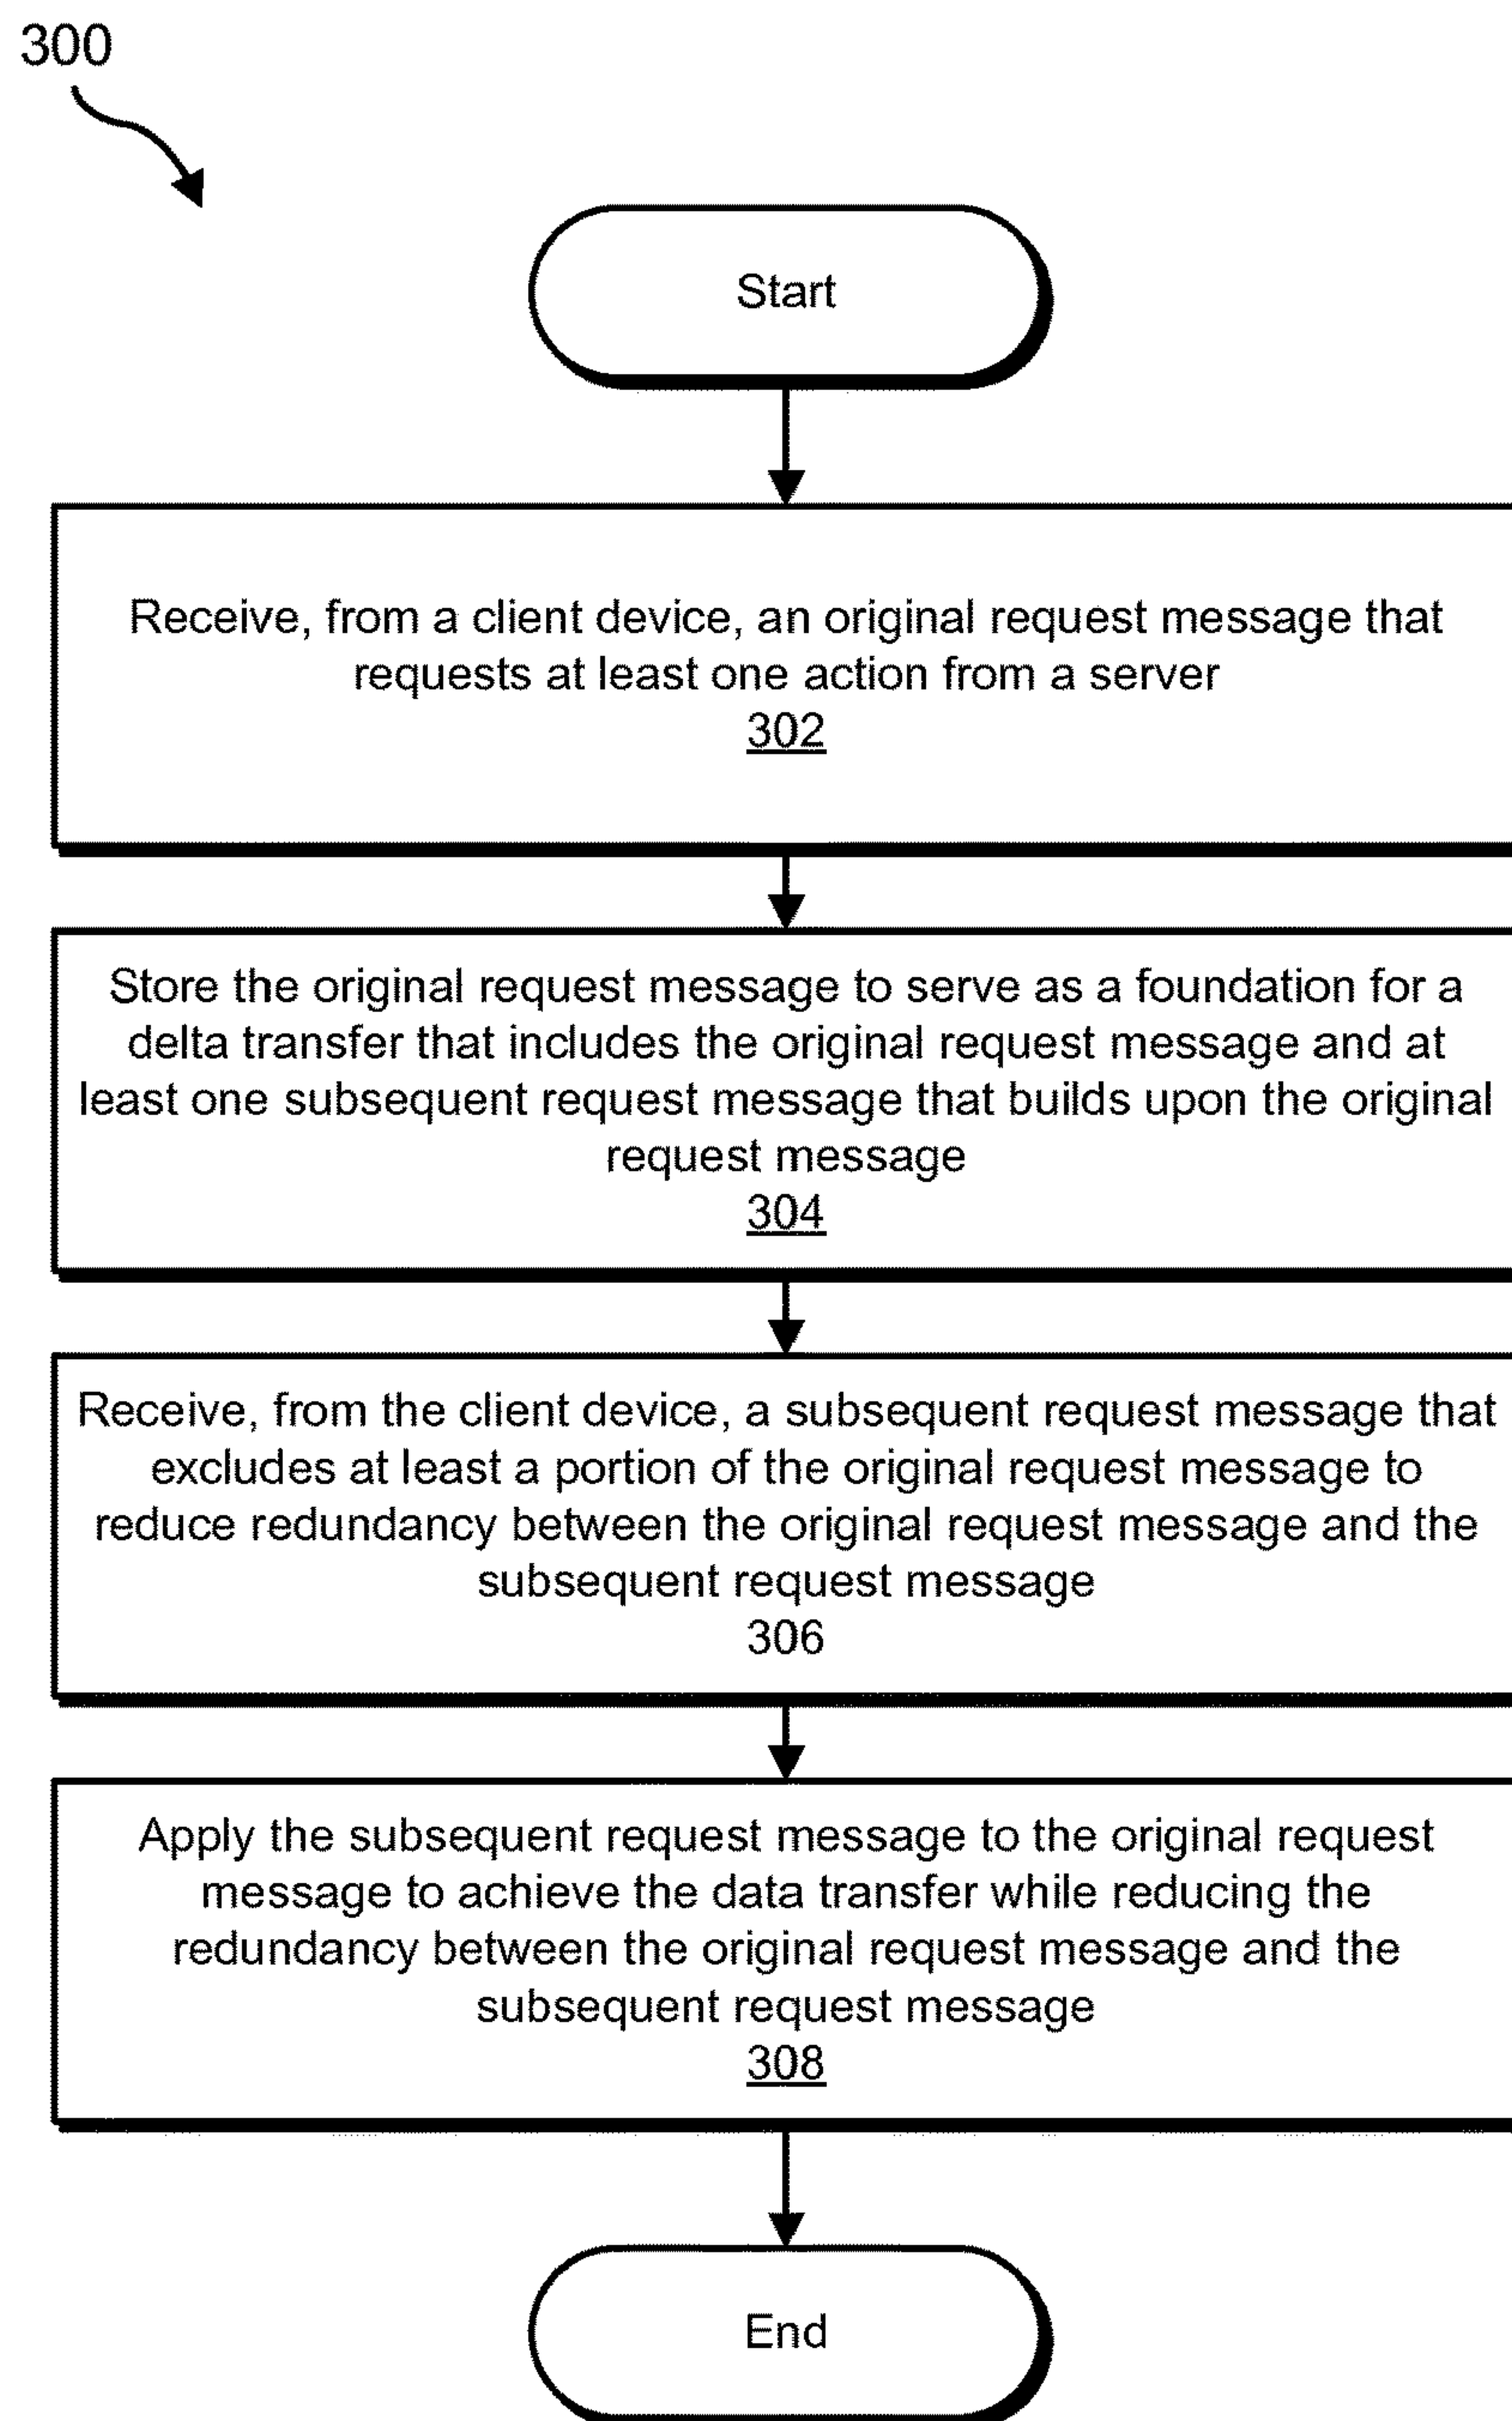 300
Start
Receive, from a client device, an original request message that
requests at least one action from a server
302
Store the original request message to serve as a foundation for a
delta transfer that includes the original request message and at
least one subsequent request message that builds upon the original
request message
304
Receive, from the client device, a subsequent request message that
excludes at least a portion of the original request message to
reduce redundancy between the original request message and the
subsequent request message
306
Apply the subsequent request message to the original request
message to achieve the data transfer while reducing the
redundancy between the original request message and the
subsequent request message
308
End